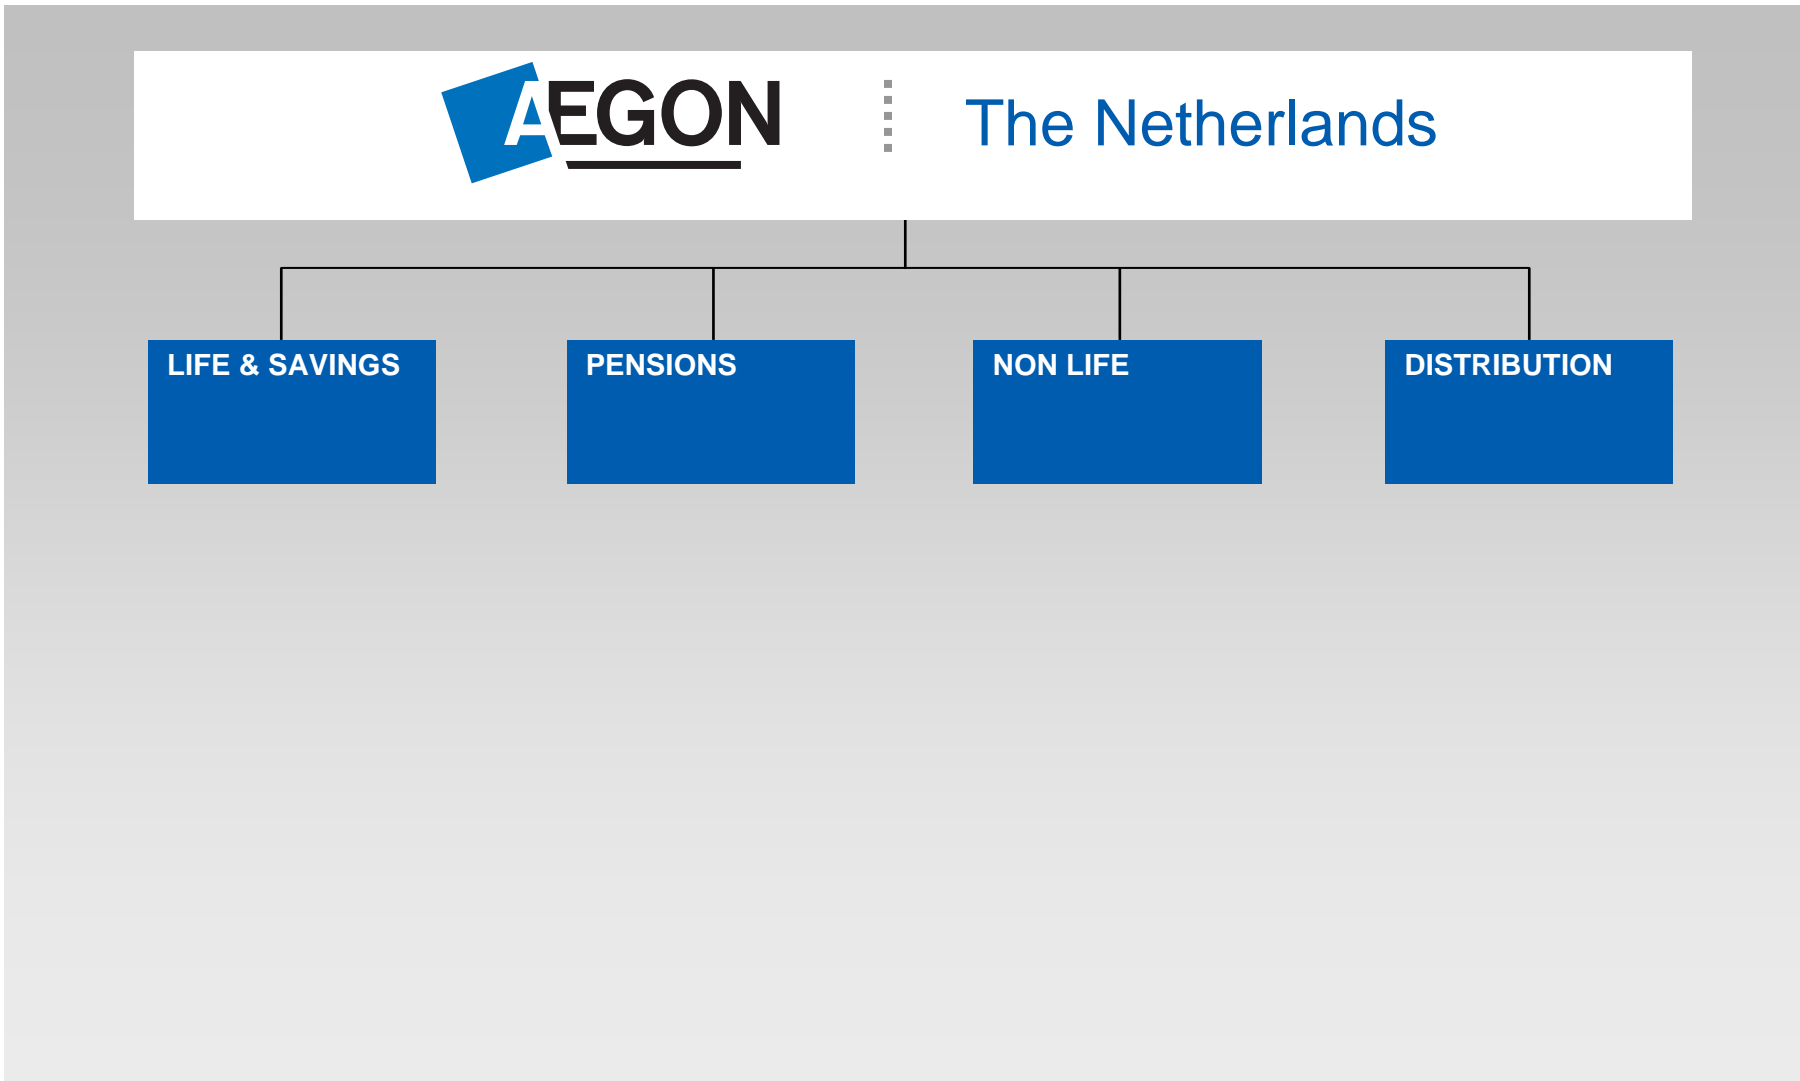 AEGON
The Netherlands
LIFE & SAVINGS
PENSIONS
NON LIFE
DISTRIBUTION